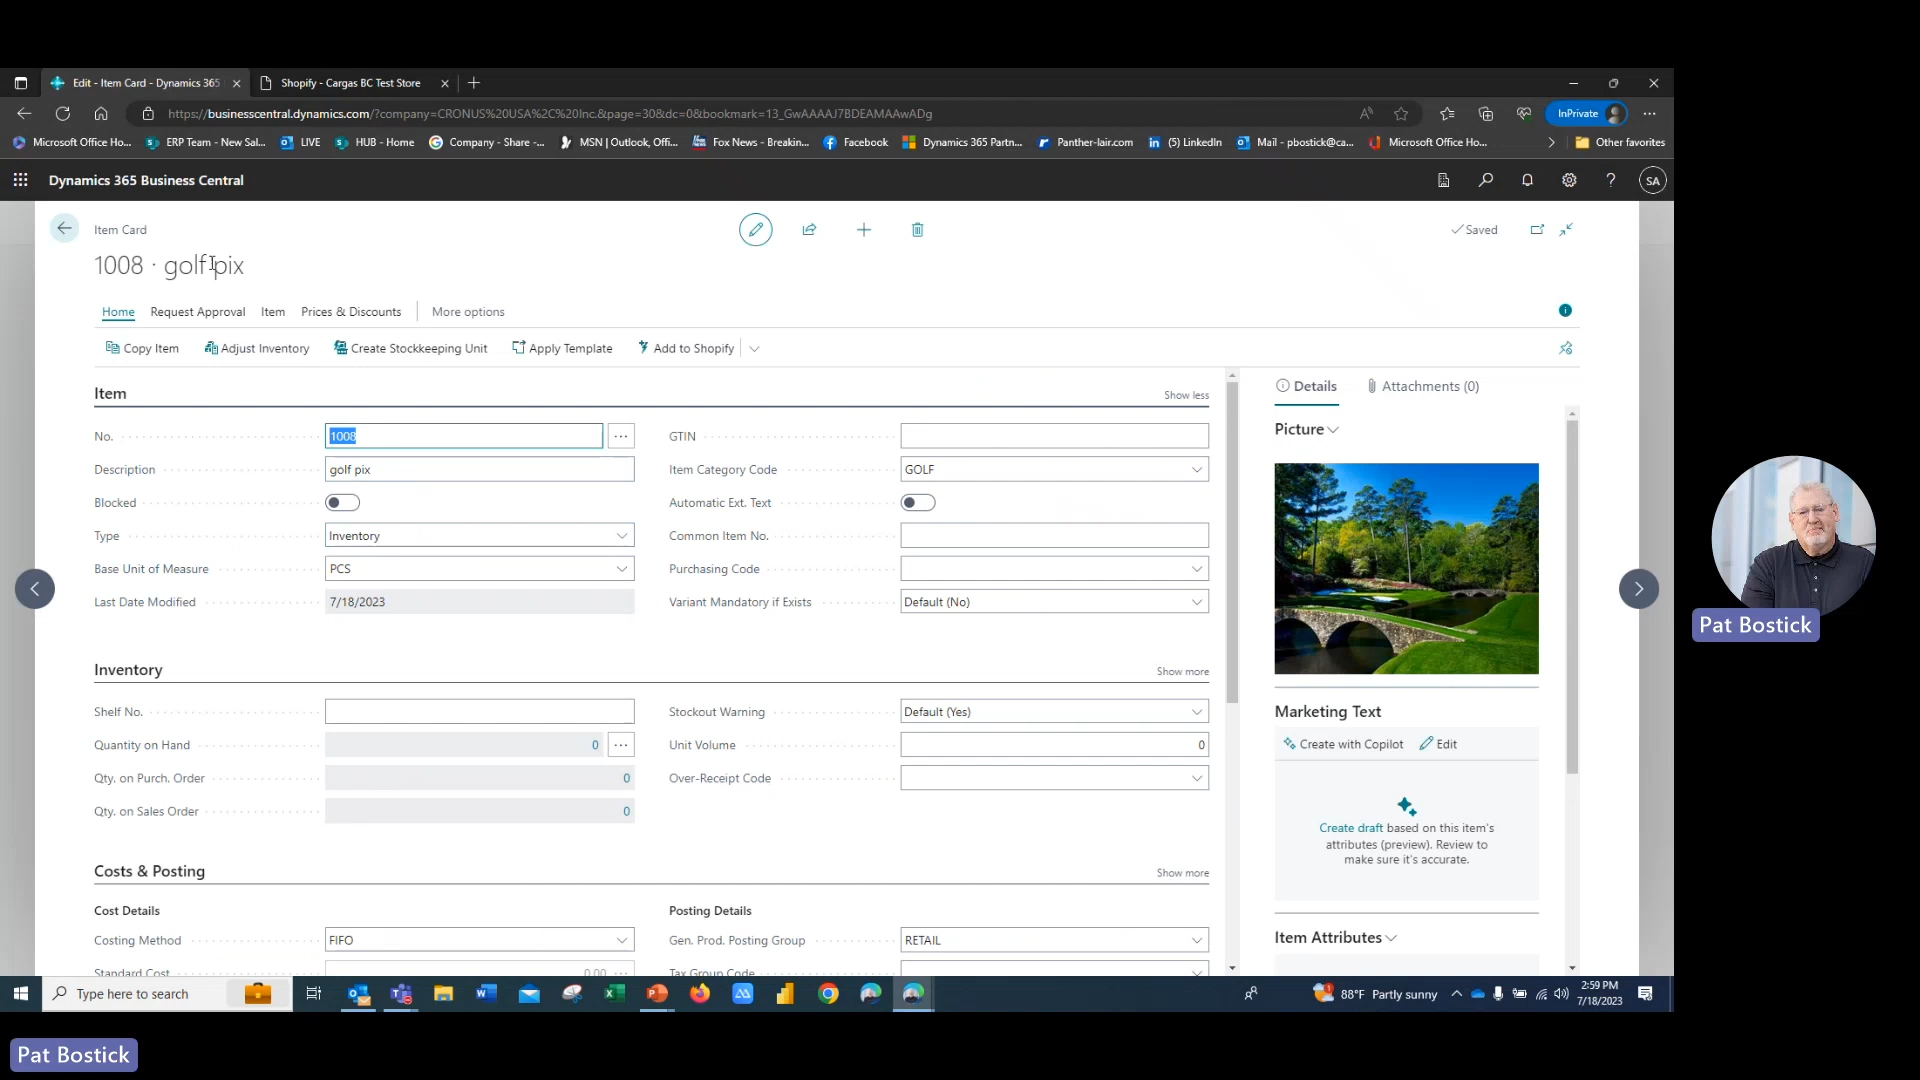 Edit - Item Card - Dynamics 365
Shopify - Cargas BC Test Store
https://businesscentral.dynamics.com/?company=CRONUS%20USA%2C%20Inc.&page=30&dc=0&bookmark=13_GwAAAAJ7BDEAMAAwADg
InPrivate
Microsoft Office Ho...
ERP Team - New Sal...
LIVE
HUB - Home
Company - Share -...
MSN | Outlook, Offi...
Fox News - Breakin...
Facebook
Dynamics 365 Partn...
Panther-lair.com
(5) LinkedIn
Mail - pbostick@ca...
Microsoft Office Ho...
Other favorites
Dynamics 365 Business Central
SA
Item Card
Saved
1008 · golf pix
Home
Request Approval
Item
Prices & Discounts
More options
Copy Item
Adjust Inventory
Create Stockkeeping Unit
Apply Template
Add to Shopify
Item
Show less
No.
1008
Description
golf pix
Blocked
Type
Inventory
Base Unit of Measure
PCS
Last Date Modified
7/18/2023
GTIN
Item Category Code
GOLF
Automatic Ext. Text
Common Item No.
Purchasing Code
Variant Mandatory if Exists
Default (No)
Inventory
Show more
Shelf No.
Quantity on Hand
0
Qty. on Purch. Order
0
Qty. on Sales Order
0
Stockout Warning
Default (Yes)
Unit Volume
0
Over-Receipt Code
Costs & Posting
Show more
Cost Details
Costing Method
FIFO
Standard Cost
0.00
Posting Details
Gen. Prod. Posting Group
RETAIL
Tax Group Code
Details
Attachments (0)
Picture
Marketing Text
Create with Copilot
Edit
Create draft based on this item's
attributes (preview). Review to
make sure it's accurate.
Item Attributes
Pat Bostick
Type here to search
88°F Partly sunny
2:59 PM
7/18/2023
Pat Bostick